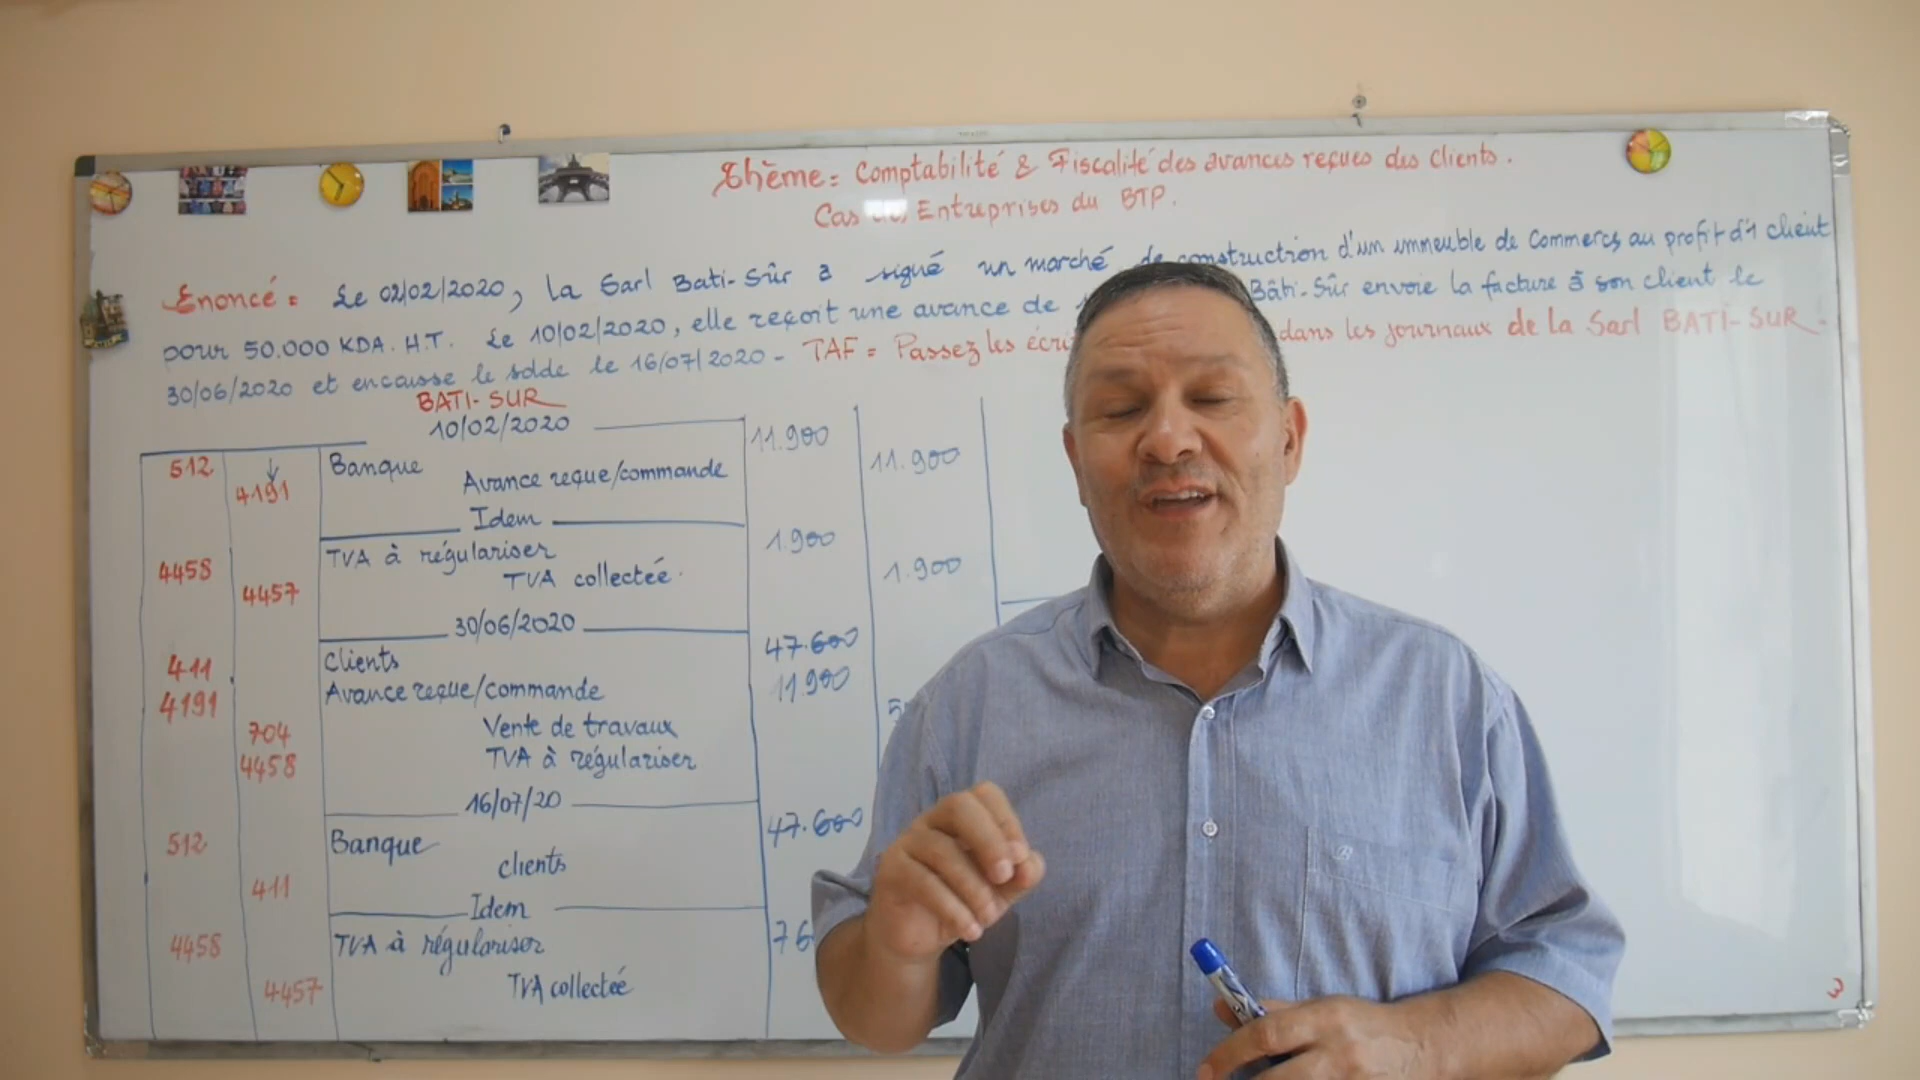 Thème = Comptabilité & Fiscalité des avances reçues des clients.
Cas Entreprises du BTP.
Enoncé = Le 02/02/2020, la Sarl Bati-Sûr a signé un marché de construction d'un immeuble de Commerces au profit d'1 client
pour 50.000 KDA. H.T. Le 10/02/2020, elle reçoit une avance de Bâti-Sûr envoie la facture à son client le
30/06/2020 et encaisse le solde le 16/07/2020 - TAF = Passez les dans les journaux de la Sarl BATI-SUR -
BATI-SUR
10/02/2020
512 Banque 11.900
4191 Avance reçue/commande 11.900
Idem
4458 TVA à régulariser 1.900
4457 TVA collectée 1.900
30/06/2020
411 Clients 47.600
4191 Avance reçue/commande 11.900
704 Vente de travaux
4458 TVA à régulariser
16/07/20
512 Banque 47.600
411 clients
Idem
4458 TVA à régulariser
4457 TVA collectée
3